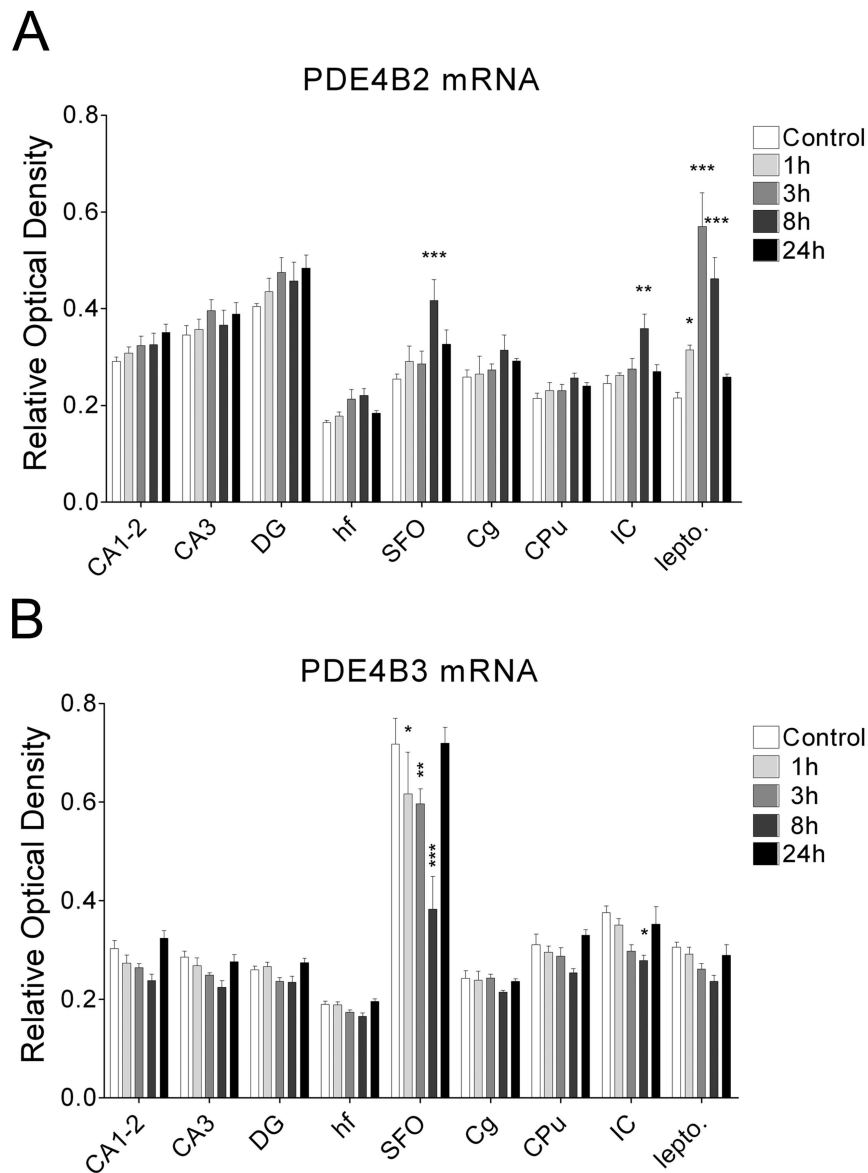 A
PDE4B2 mRNA
Relative Optical Density
0.8
0.6
0.4
0.2
0.0
***
**
***
*
***
Control
1h
3h
8h
24h
CA1-2
CA3
DG
hf
SFO
Cg
CPu
IC
lepto.
B
PDE4B3 mRNA
Relative Optical Density
0.8
0.6
0.4
0.2
0.0
*
**
***
*
Control
1h
3h
8h
24h
CA1-2
CA3
DG
hf
SFO
Cg
CPu
IC
lepto.